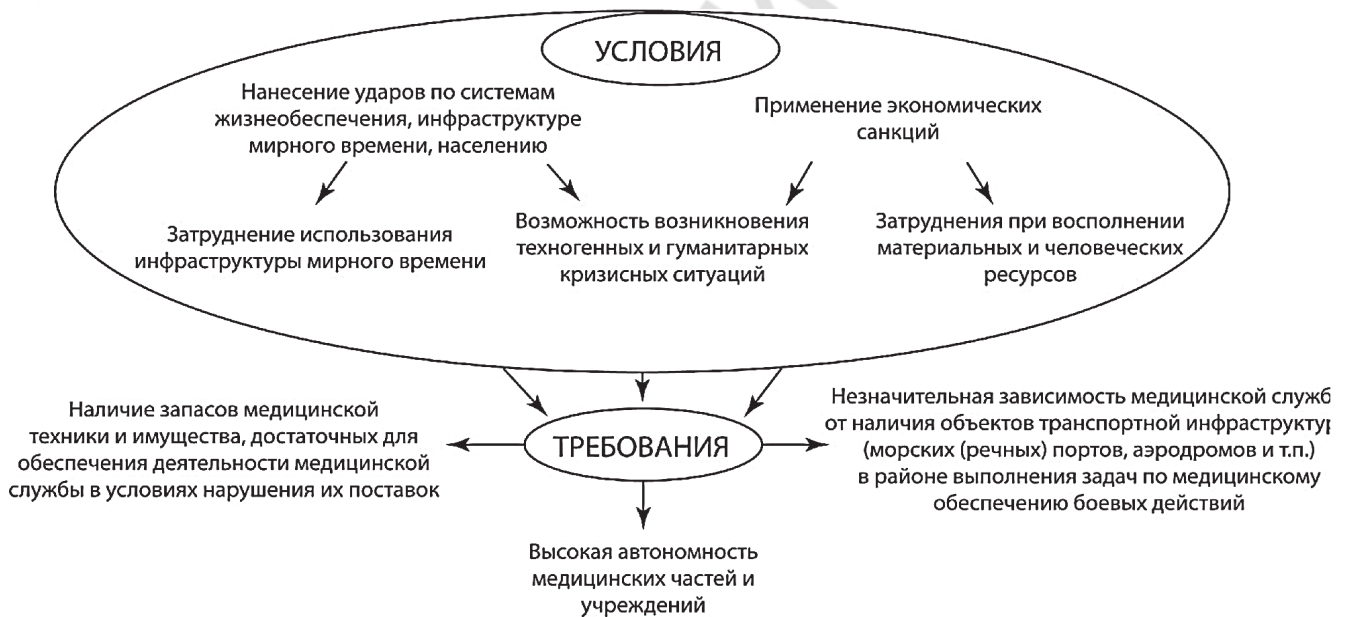 УСЛОВИЯ
Нанесение ударов по системам
жизнеобеспечения, инфраструктуре
мирного времени, населению
Применение экономических
санкций
Затруднение использования
инфраструктуры мирного времени
Возможность возникновения
техногенных и гуманитарных
кризисных ситуаций
Затруднения при восполнении
материальных и человеческих
ресурсов
ТРЕБОВАНИЯ
Наличие запасов медицинской
техники и имущества, достаточных для
обеспечения деятельности медицинской
службы в условиях нарушения их поставок
Высокая автономность
медицинских частей и
учреждений
Незначительная зависимость медицинской служб
от наличия объектов транспортной инфраструктур
(морских (речных) портов, аэродромов и т.п.)
в районе выполнения задач по медицинскому
обеспечению боевых действий